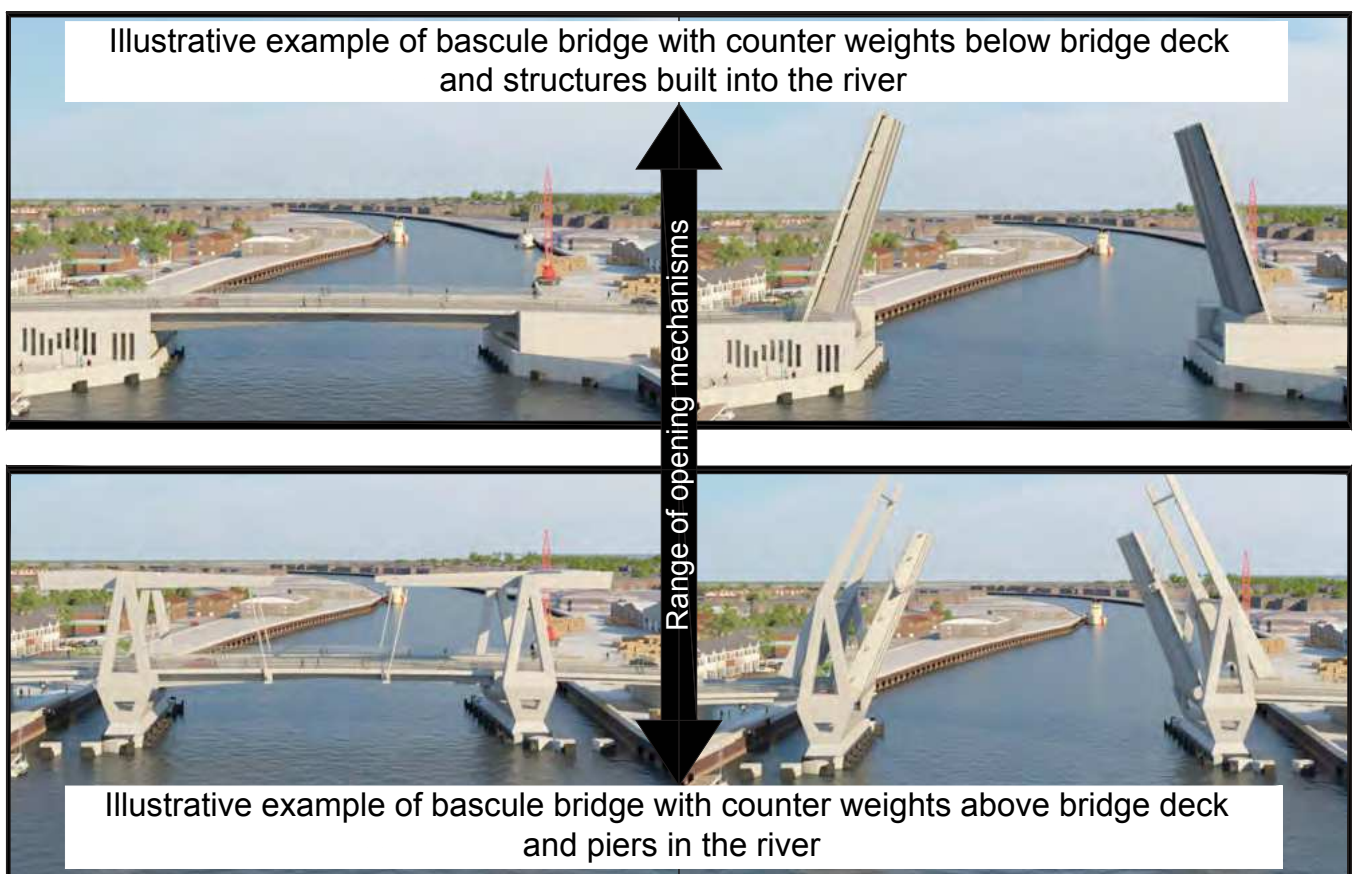 Illustrative example of bascule bridge with counter weights below bridge deck
and structures built into the river
Range of opening mechanisms
Illustrative example of bascule bridge with counter weights above bridge deck
and piers in the river